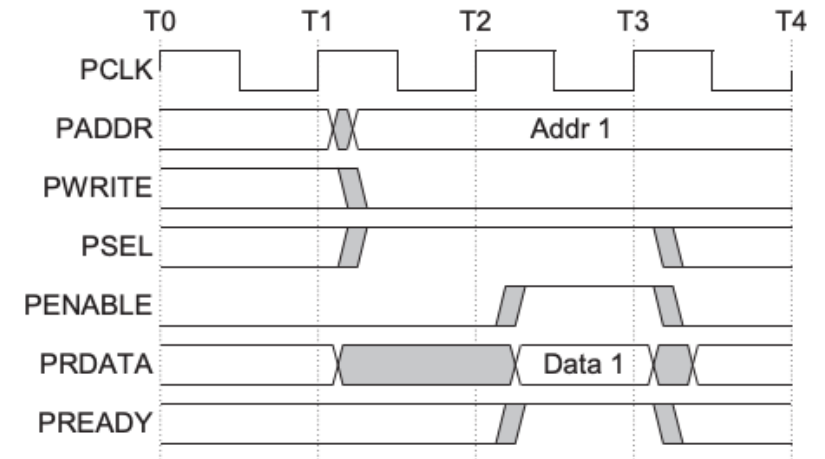 T0 T1 T2 T3 T4
PCLK
PADDR Addr 1
PWRITE
PSEL
PENABLE
PRDATA Data 1
PREADY